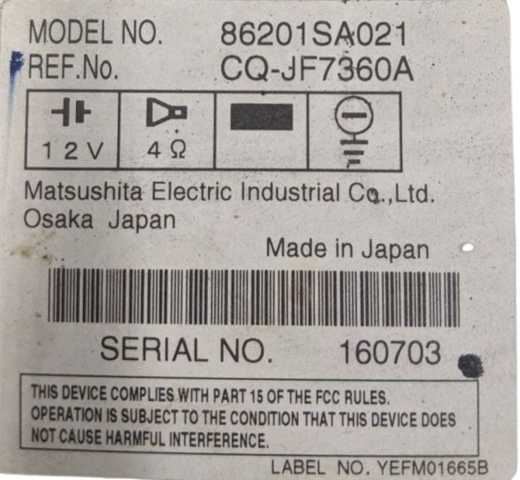 MODEL NO. 86201SA021
REF.No. CQ-JF7360A
12V 4Ω
Matsushita Electric Industrial Co.,Ltd.
Osaka Japan
Made in Japan
SERIAL NO. 160703
THIS DEVICE COMPLIES WITH PART 15 OF THE FCC RULES.
OPERATION IS SUBJECT TO THE CONDITION THAT THIS DEVICE DOES
NOT CAUSE HARMFUL INTERFERENCE.
LABEL NO. YEFM01665B